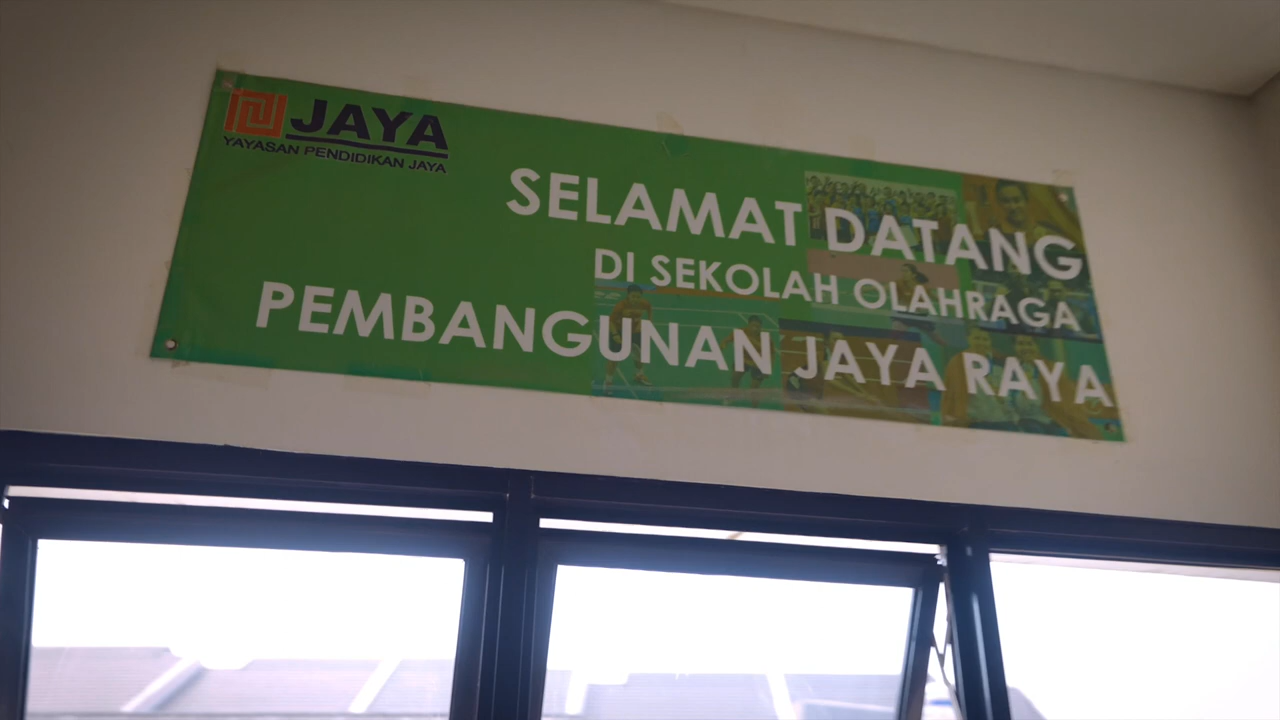 JAYA
YAYASAN PENDIDIKAN JAYA
SELAMAT DATANG
DI SEKOLAH OLAHRAGA
PEMBANGUNAN JAYA RAYA